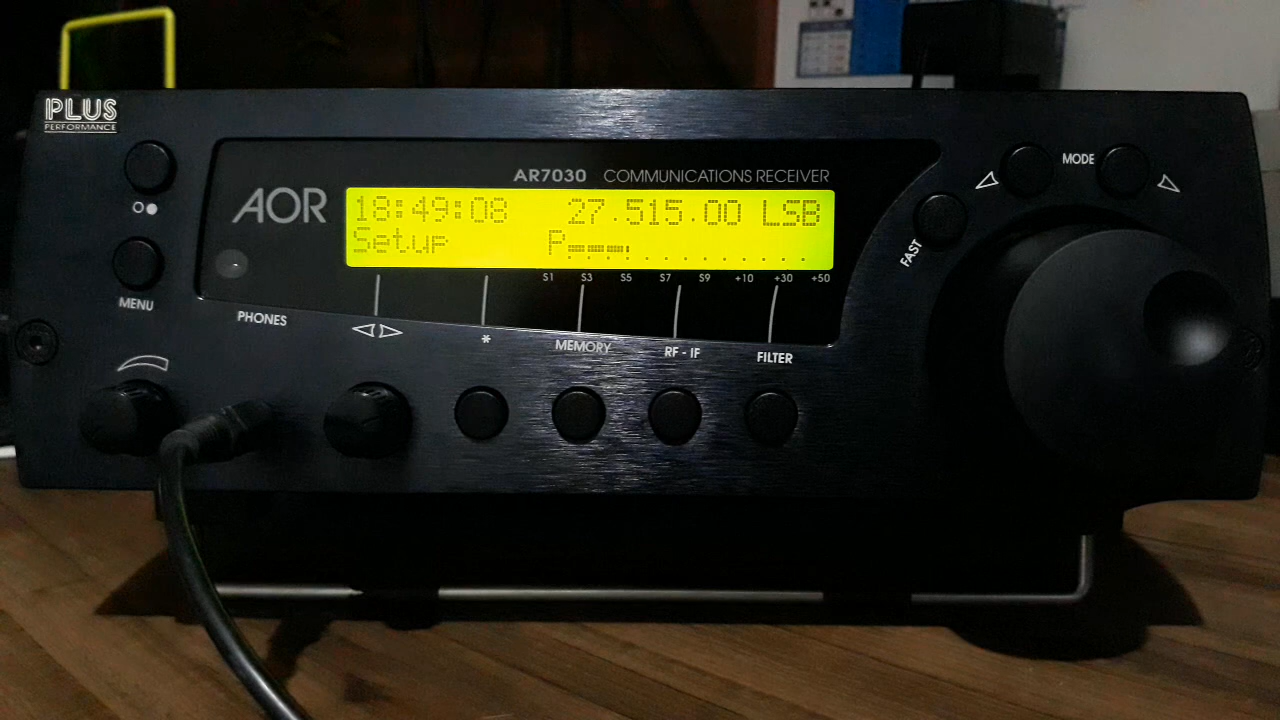 PLUS
PERFORMANCE
AR7030 COMMUNICATIONS RECEIVER
AOR
18:49:08 27.515.00 LSB
Setup P
S1 S3 S5 S7 S9 +10 +30 +50
MENU
PHONES
*
MEMORY
RF - IF
FILTER
MODE
FAST